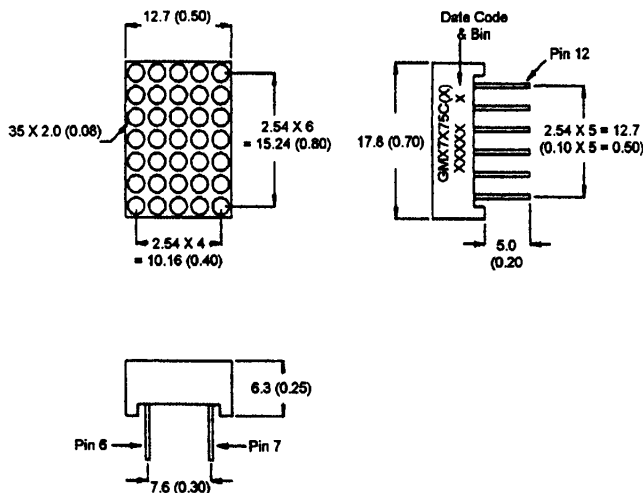 12.7 (0.50)
35 X 2.0 (0.08)
2.54 X 6
= 15.24 (0.60)
2.54 X 4
= 10.16 (0.40)
Date Code
& Bin
Pin 12
17.8 (0.70)
GMX7X75C(X)
XXXXX X
2.54 X 5 = 12.7
(0.10 X 5 = 0.50)
5.0
(0.20
6.3 (0.25)
Pin 6
Pin 7
7.6 (0.30)